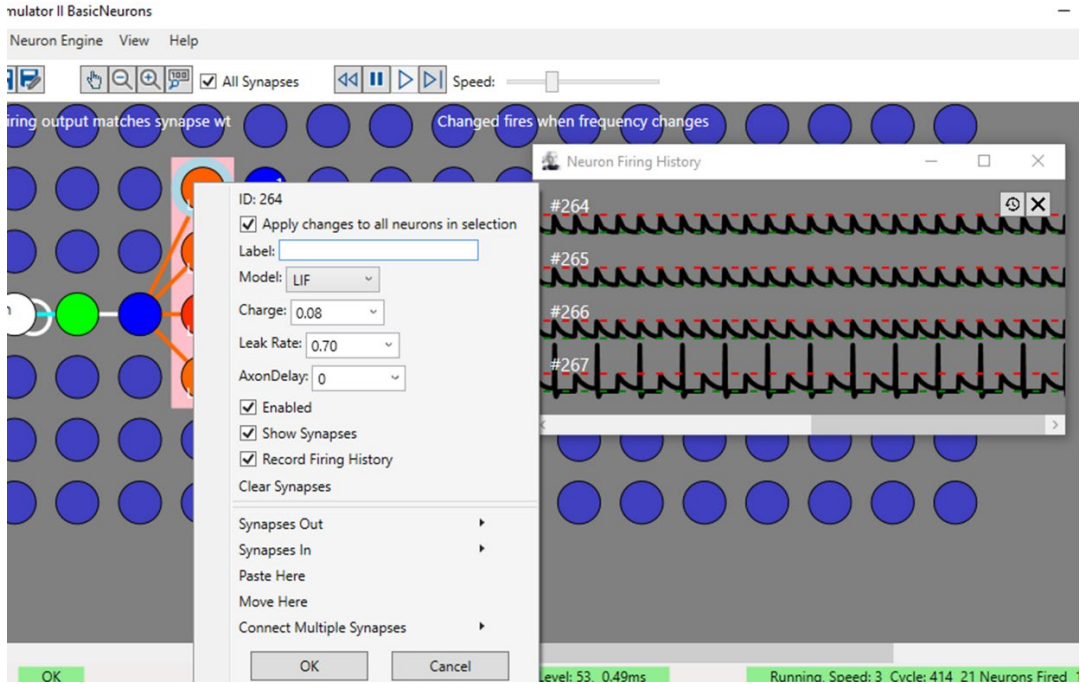 mulator II BasicNeurons
Neuron Engine View Help
100 All Synapses Speed:
iring output matches synapse wt
Changed fires when frequency changes
Neuron Firing History
#264
#265
#266
#267
ID: 264
Apply changes to all neurons in selection
Label:
Model: LIF
Charge: 0.08
Leak Rate: 0.70
AxonDelay: 0
Enabled
Show Synapses
Record Firing History
Clear Synapses
Synapses Out
Synapses In
Paste Here
Move Here
Connect Multiple Synapses
OK Cancel
OK
Level: 53, 0.49ms
Running, Speed: 3 Cycle: 414 21 Neurons Fired